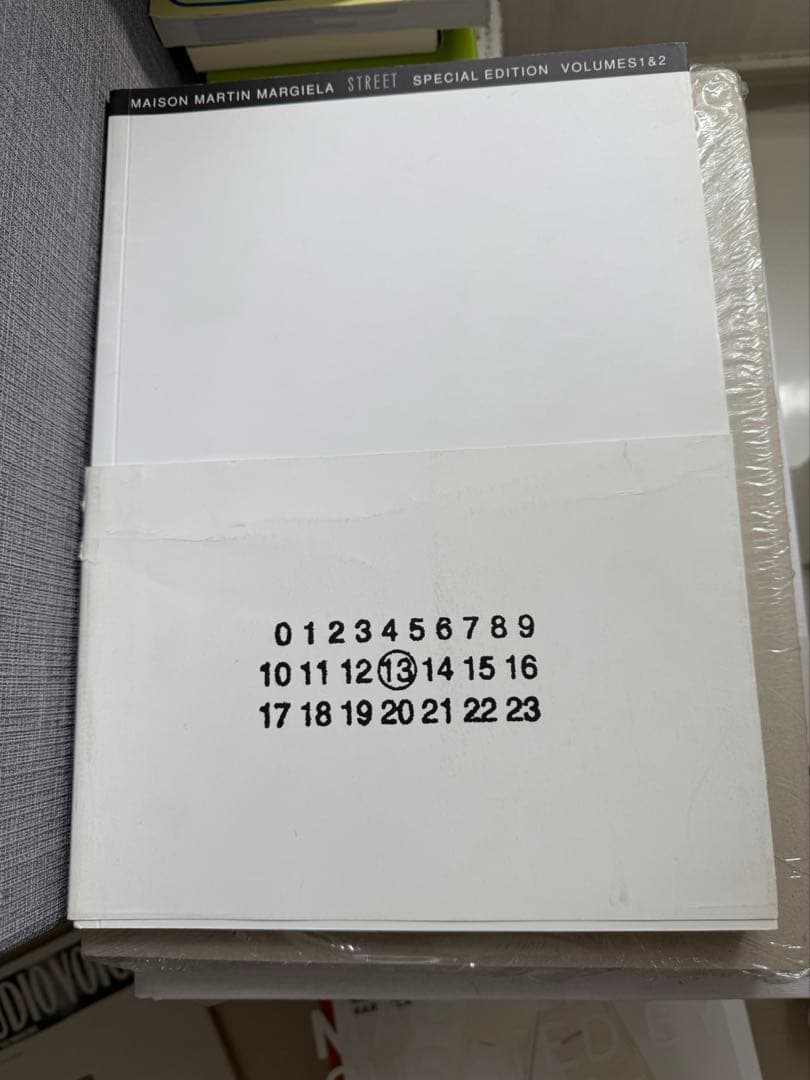 MAISON MARTIN MARGIELA STREET SPECIAL EDITION VOLUMES1&2
0 1 2 3 4 5 6 7 8 9
10 11 12 13 14 15 16
17 18 19 20 21 22 23